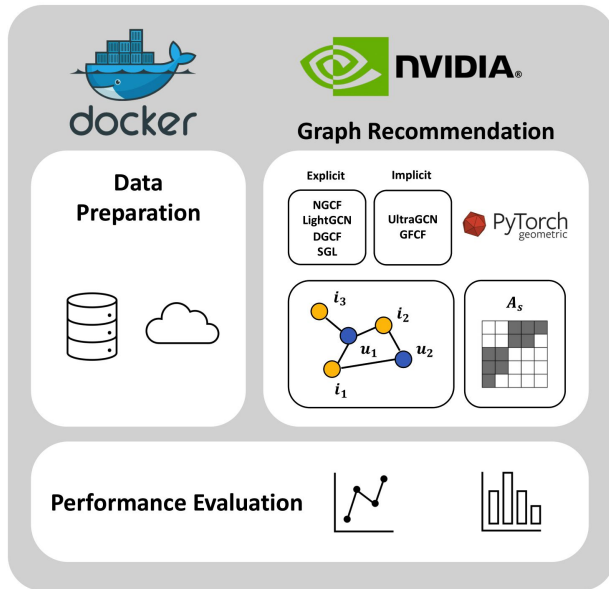 docker
NVIDIA.
Graph Recommendation
Data
Preparation
Explicit
Implicit
NGCF
LightGCN
DGCF
SGL
UltraGCN
GFCF
PyTorch
geometric
i₃
i₂
u₁
u₂
i₁
Aₛ
Performance Evaluation